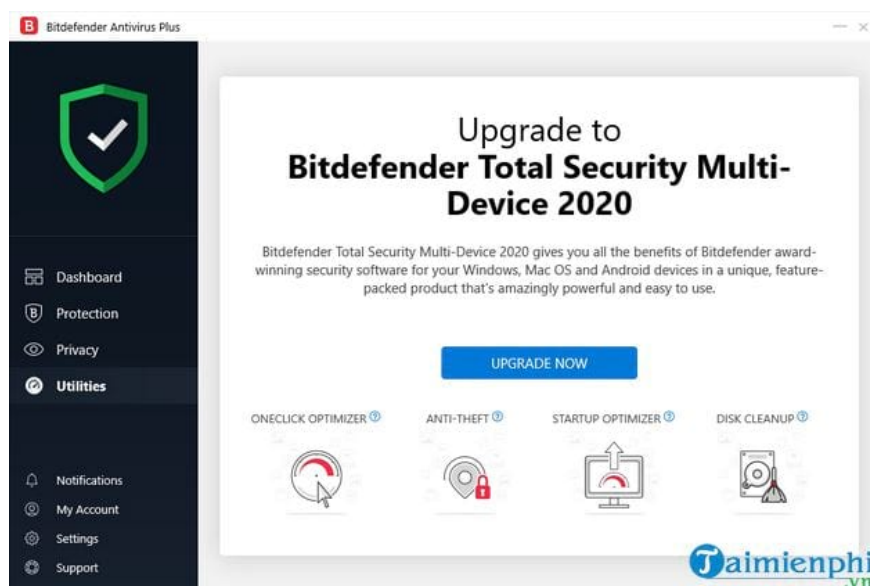 B Bitdefender Antivirus Plus
Upgrade to
Bitdefender Total Security Multi-
Device 2020
Bitdefender Total Security Multi-Device 2020 gives you all the benefits of Bitdefender award-
winning security software for your Windows, Mac OS and Android devices in a unique, feature-
packed product that's amazingly powerful and easy to use.
UPGRADE NOW
ONECLICK OPTIMIZER ?
ANTI-THEFT ?
STARTUP OPTIMIZER ?
DISK CLEANUP ?
Dashboard
B Protection
Privacy
Utilities
Notifications
My Account
Settings
Support
Taimienphi
.vn